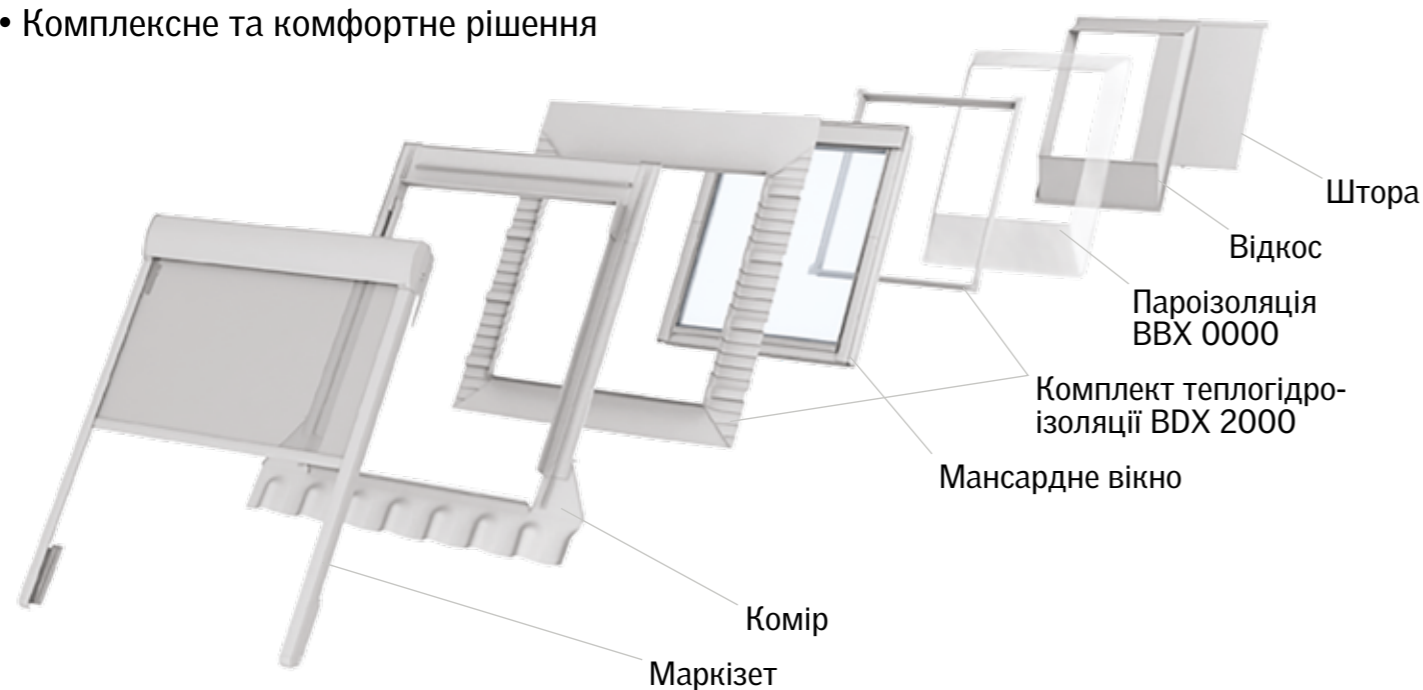 • Комплексне та комфортне рішення
Штора
Відкос
Пароізоляція
BBX 0000
Комплект теплогідро-
ізоляції BDX 2000
Мансардне вікно
Комір
Маркізет